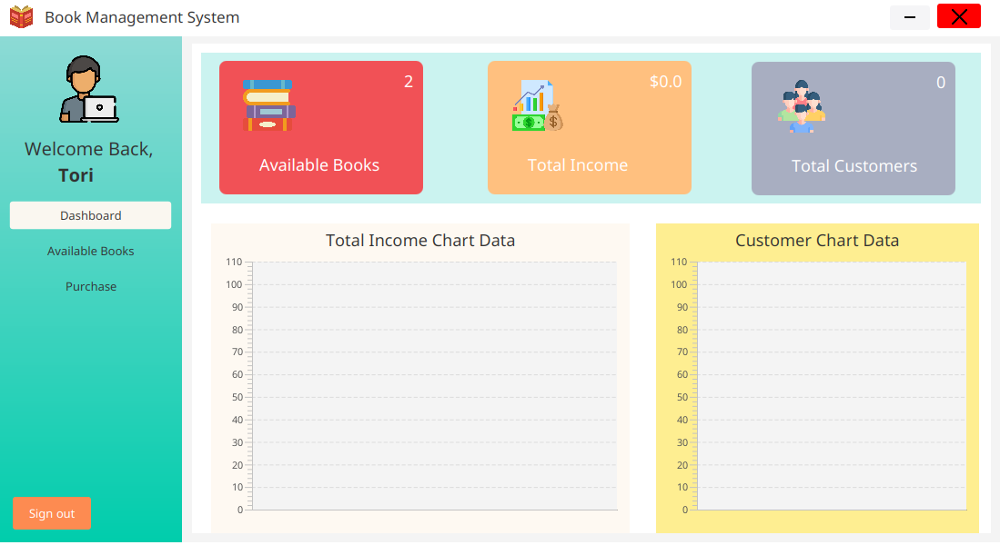 Book Management System
Welcome Back,
Tori
Dashboard
Available Books
Purchase
Sign out
2
Available Books
$0.0
Total Income
0
Total Customers
Total Income Chart Data
110
100
90
80
70
60
50
40
30
20
10
0
Customer Chart Data
110
100
90
80
70
60
50
40
30
20
10
0